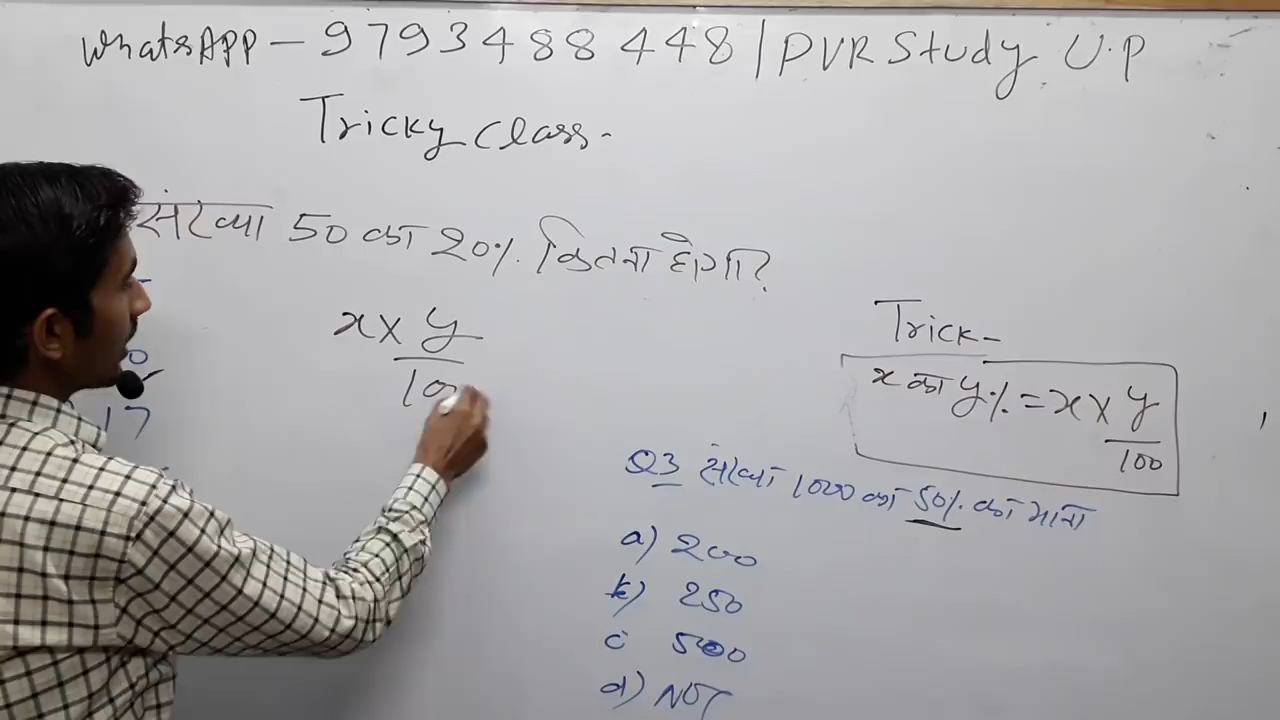 WhatsAPP - 9793488448 | PVR Study U.P
Tricky Class -
संख्या 50 का 20% कितना होगा?
17
x × y
100
Trick -
x का y% = x × y
100
Q3 संख्या 1000 का 50% का मान
a) 200
b) 250
c 500
d) NOT